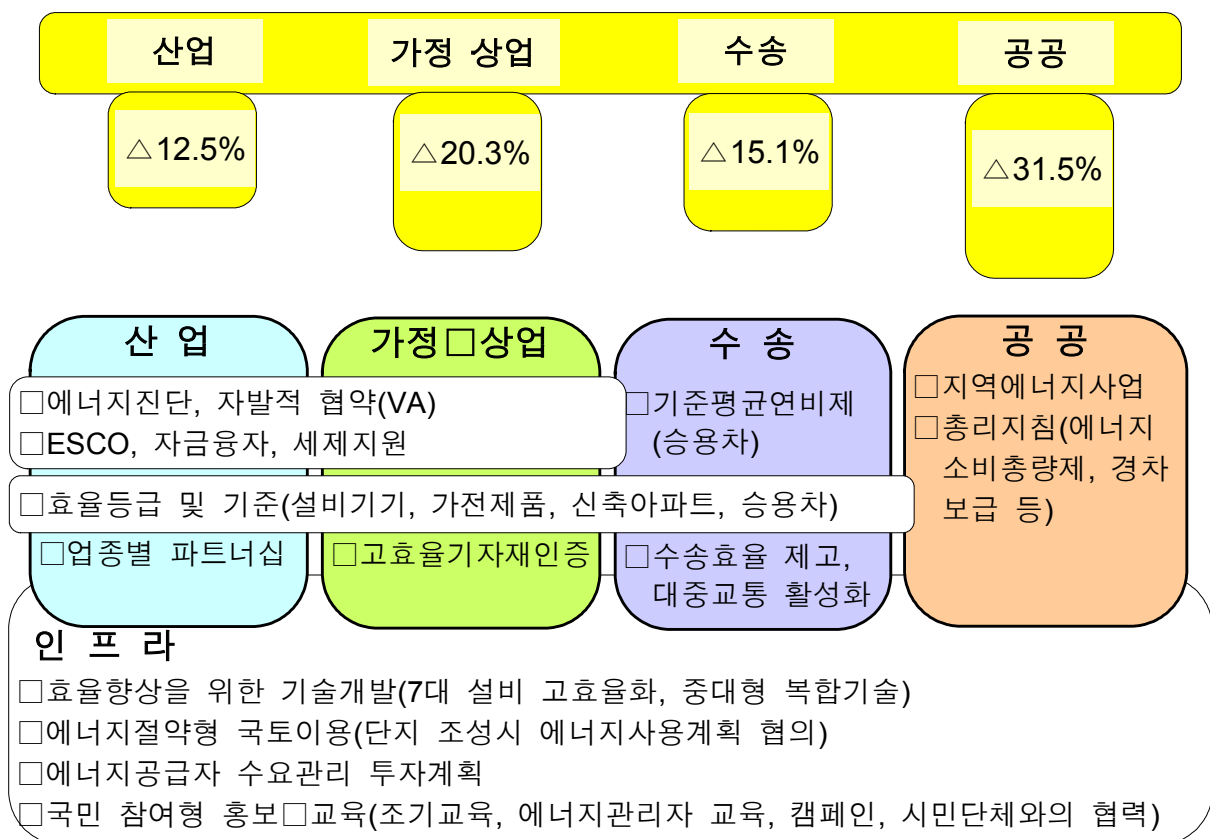 산업 가정 상업 수송 공공
△12.5% △20.3% △15.1% △31.5%
산 업
□에너지진단, 자발적 협약(VA)
□ESCO, 자금융자, 세제지원
□효율등급 및 기준(설비기기, 가전제품, 신축아파트, 승용차)
□업종별 파트너십
가정□상업
□고효율기자재인증
수 송
□기준평균연비제
(승용차)
□수송효율 제고,
대중교통 활성화
공 공
□지역에너지사업
□총리지침(에너지
소비총량제, 경차
보급 등)
인 프 라
□효율향상을 위한 기술개발(7대 설비 고효율화, 중대형 복합기술)
□에너지절약형 국토이용(단지 조성시 에너지사용계획 협의)
□에너지공급자 수요관리 투자계획
□국민 참여형 홍보□교육(조기교육, 에너지관리자 교육, 캠페인, 시민단체와의 협력)